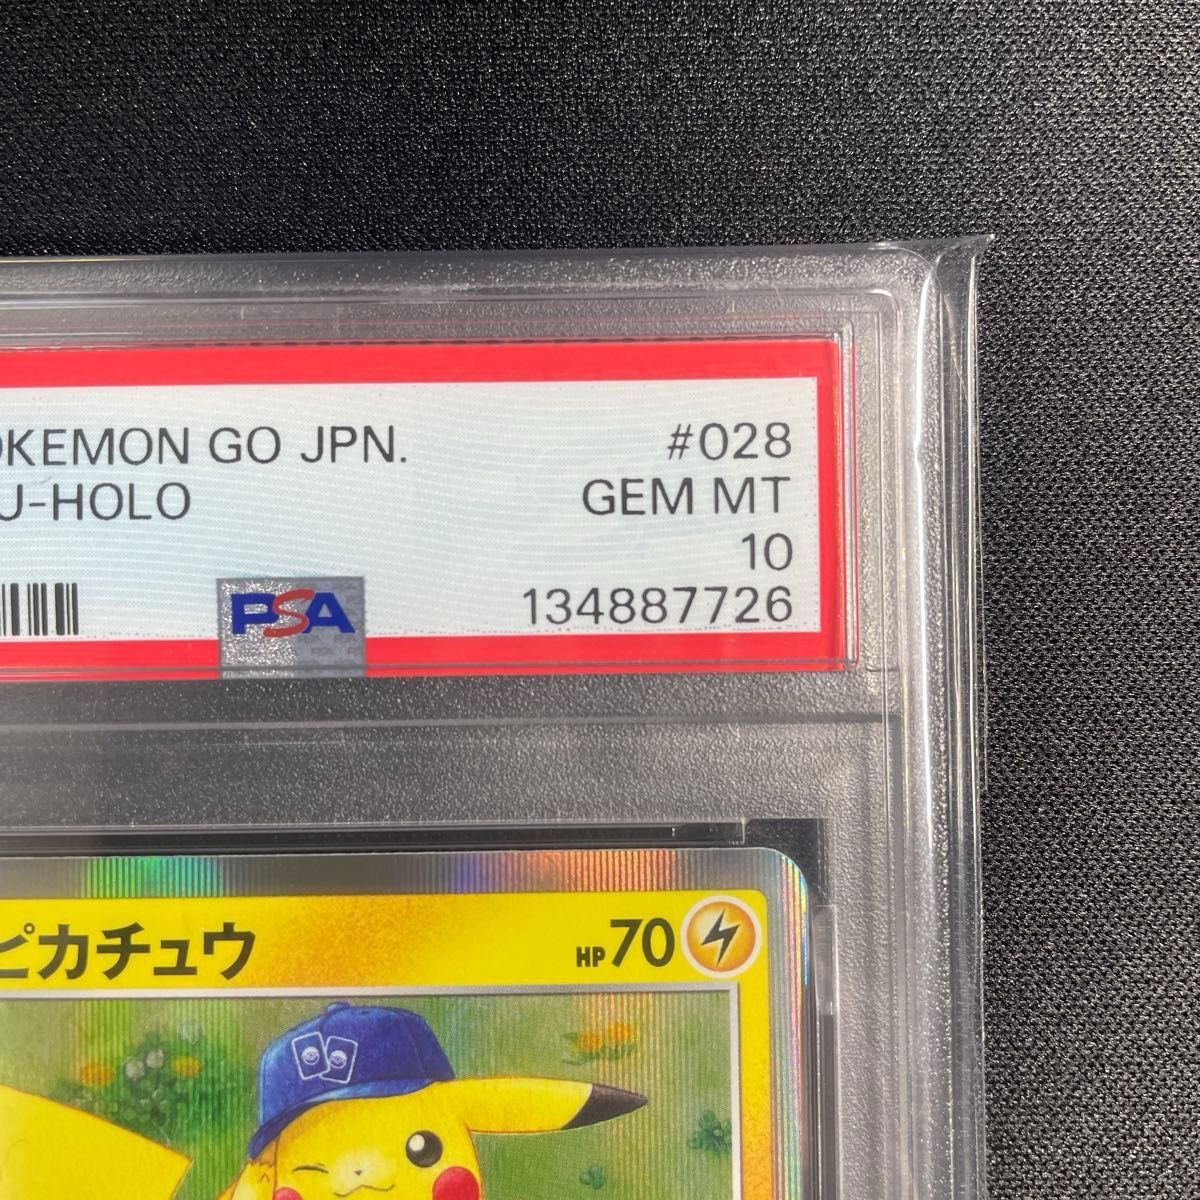 OKEMON GO JPN. #028
U-HOLO GEM MT
10
PSA 134887726
ピカチュウ HP70